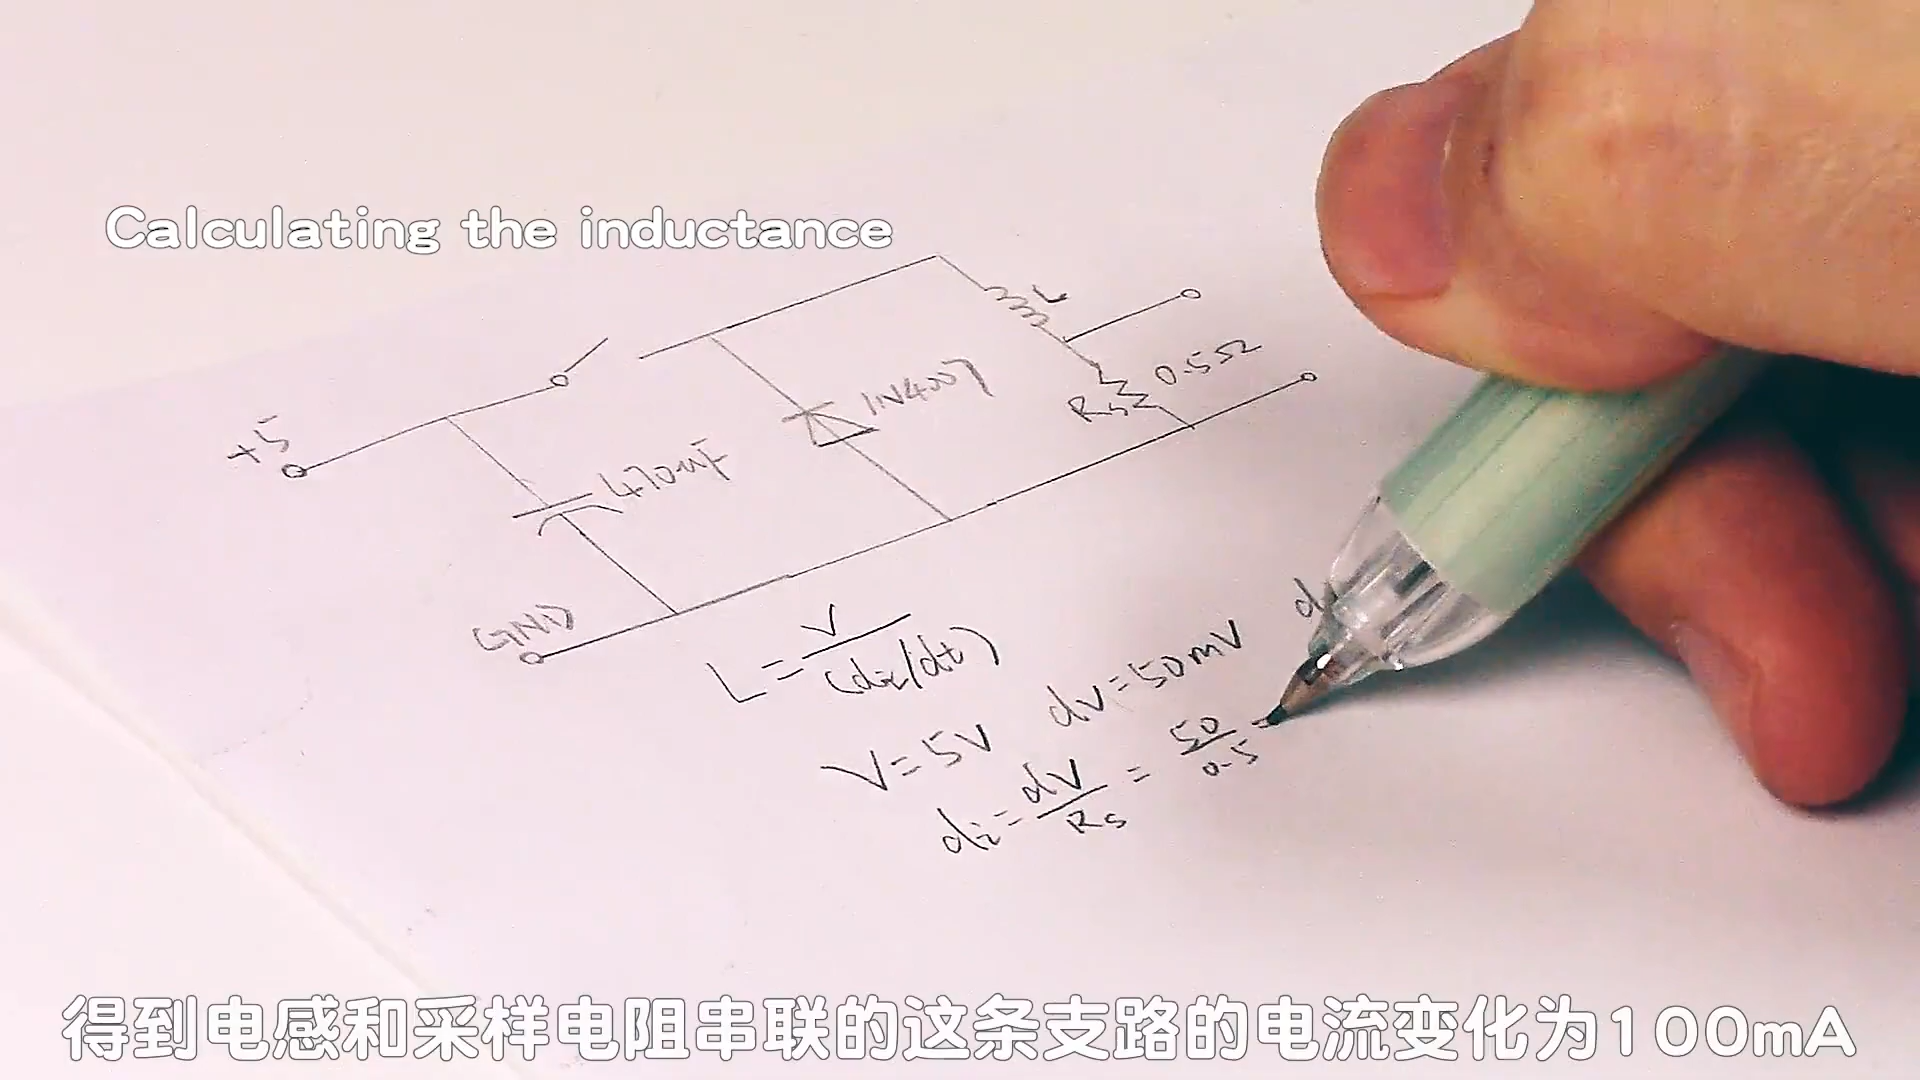 Calculating the inductance
+5
470uF
1N4007
L
Rs 0.5Ω
GND
L = V/(di/dt)
V = 5V dv = 50mV d
di = dV/Rs = 50/0.5
得到电感和采样电阻串联的这条支路的电流变化为100mA